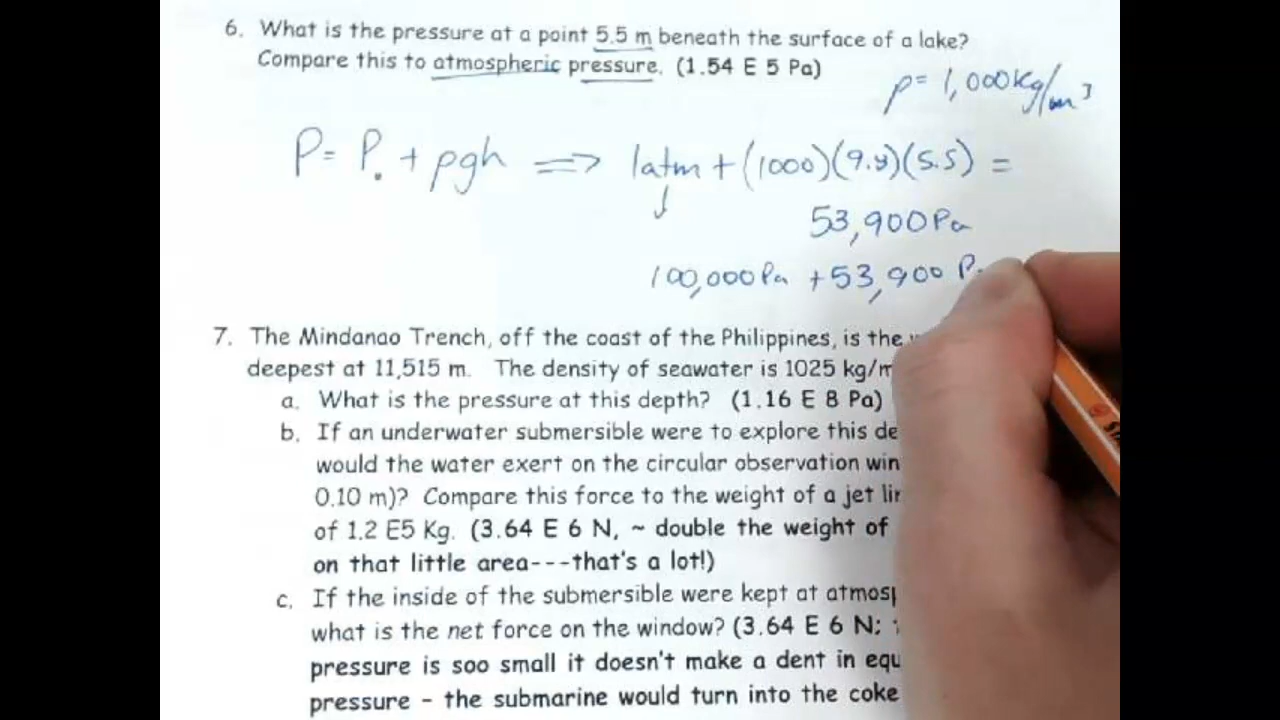 6. What is the pressure at a point 5.5 m beneath the surface of a lake?
Compare this to atmospheric pressure. (1.54 E 5 Pa)
ρ= 1,000kg/m³
P= P₀ + ρgh ⟹ 1atm + (1000)(9.8)(5.5) =
↓
53,900Pa
100,000Pa + 53,900
7. The Mindanao Trench, off the coast of the Philippines, is the
deepest at 11,515 m. The density of seawater is 1025 kg/m
a. What is the pressure at this depth? (1.16 E 8 Pa)
b. If an underwater submersible were to explore this de
would the water exert on the circular observation win
0.10 m)? Compare this force to the weight of a jet lin
of 1.2 E5 Kg. (3.64 E 6 N, ~ double the weight of
on that little area---that's a lot!)
c. If the inside of the submersible were kept at atmosp
what is the net force on the window? (3.64 E 6 N:
pressure is soo small it doesn't make a dent in equ
pressure - the submarine would turn into the coke